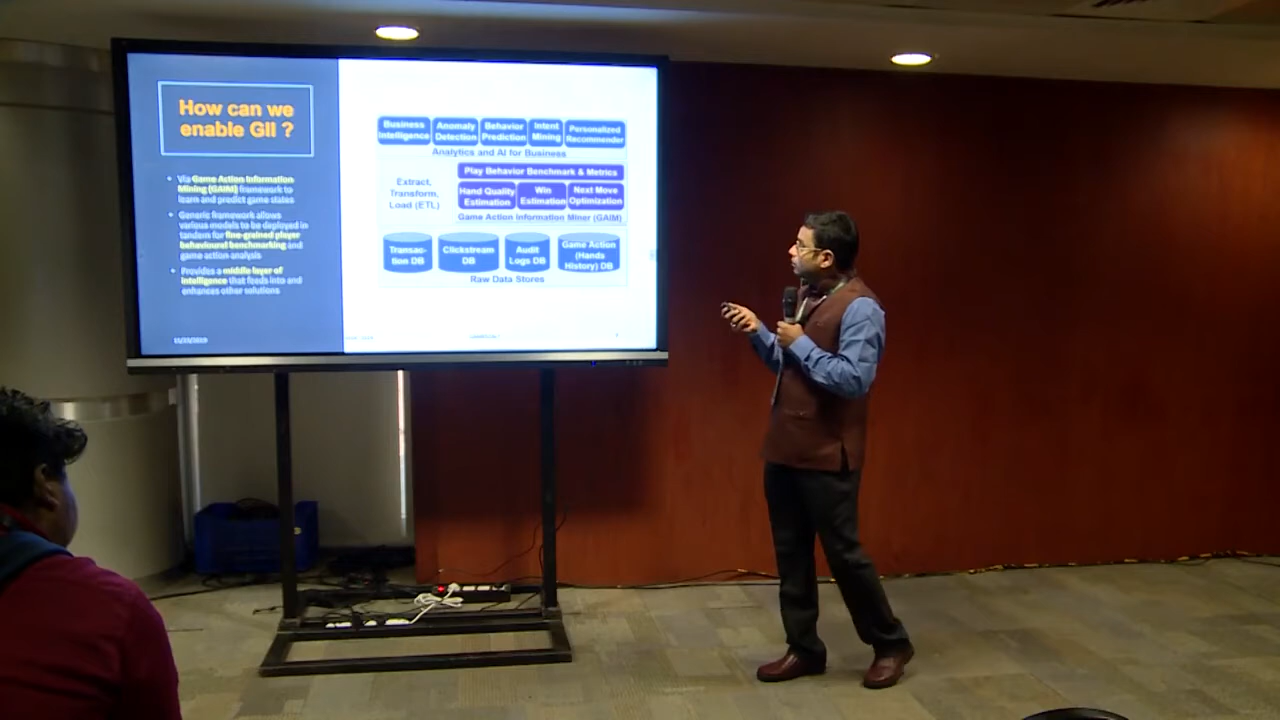 How can we
enable GII ?
• Via Game Action Information
Mining (GAIM) framework to
learn and predict game states
• Generic framework allows
various models to be deployed in
tandem for fine-grained player
behavioural benchmarking and
game action analysis
• Provides a middle layer of
intelligence that feeds into and
enhances other solutions
Business
Intelligence
Anomaly
Detection
Behavior
Prediction
Intent
Mining
Personalized
Recommender
Analytics and AI for Business
Extract,
Transform,
Load (ETL)
Play Behavior Benchmark & Metrics
Hand Quality
Estimation
Win
Estimation
Next Move
Optimization
Game Action Information Miner (GAIM)
Transac-
tion DB
Clickstream
DB
Audit
Logs DB
Game Action
(Hands
History) DB
Raw Data Stores